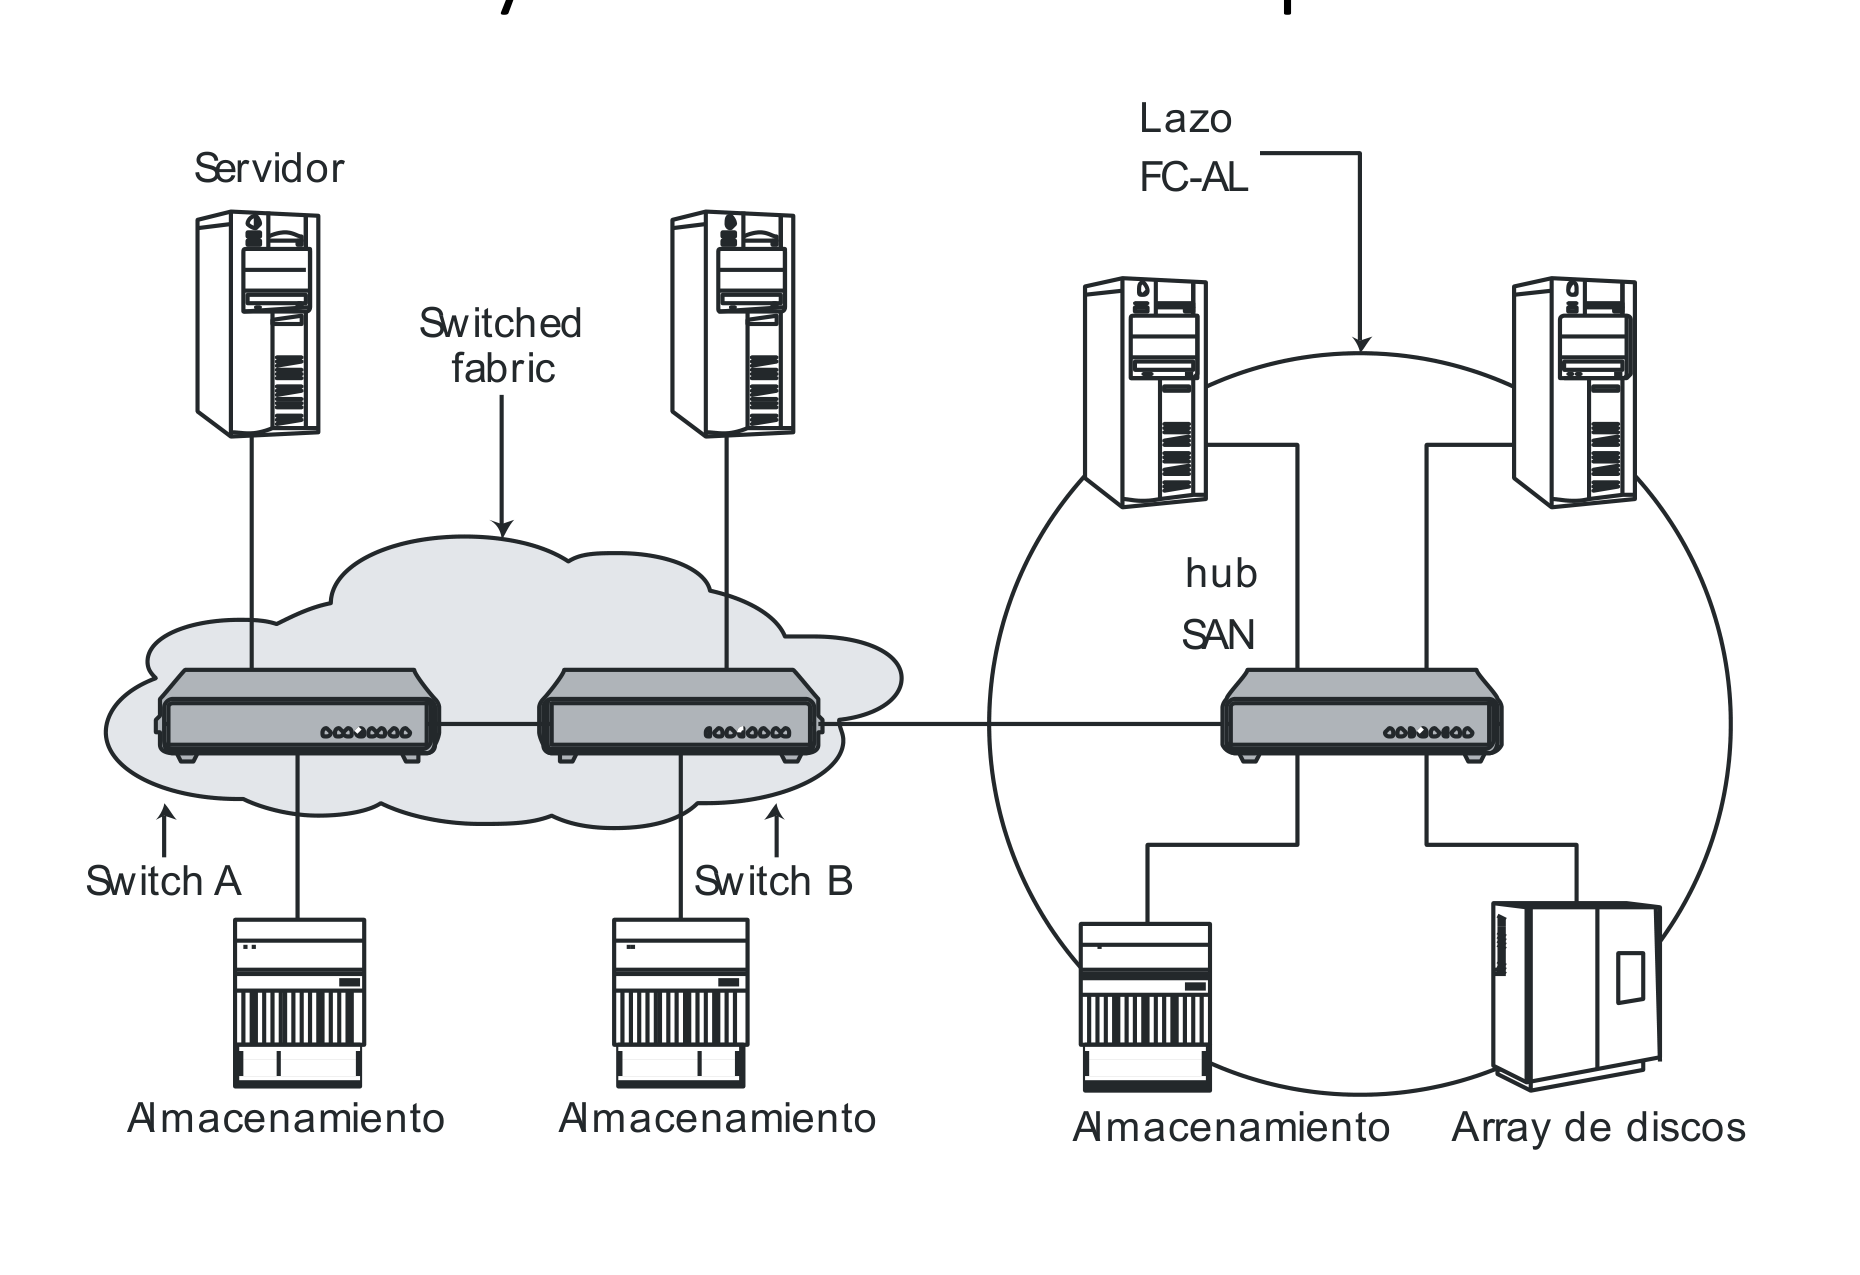 Lazo
FC-AL
Servidor
Switched
fabric
hub
SAN
Switch A
Switch B
Almacenamiento
Almacenamiento
Almacenamiento
Array de discos